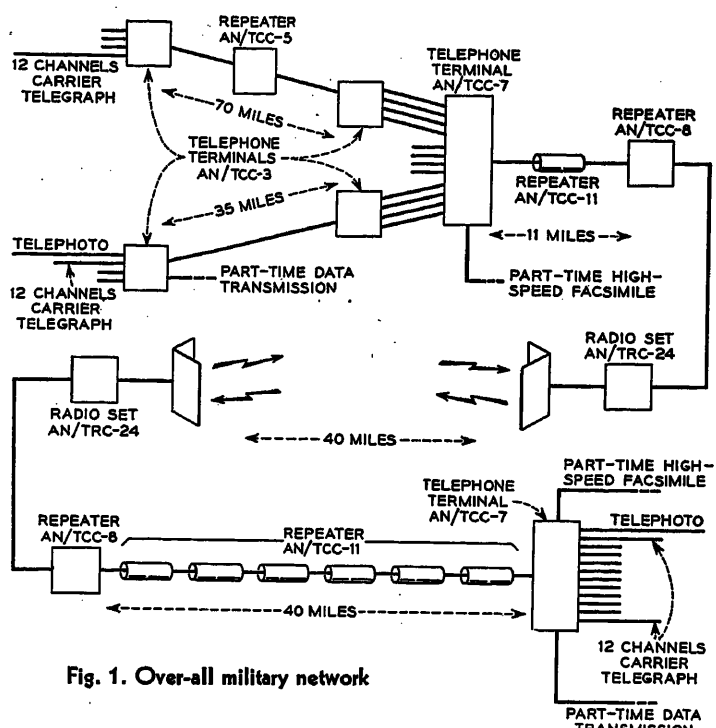 REPEATER
AN/TCC-5
12 CHANNELS
CARRIER
TELEGRAPH
70 MILES
TELEPHONE
TERMINAL
AN/TCC-7
REPEATER
AN/TCC-8
TELEPHONE
TERMINALS
AN/TCC-3
REPEATER
AN/TCC-11
35 MILES
11 MILES
TELEPHOTO
PART-TIME DATA
TRANSMISSION
12 CHANNELS
CARRIER
TELEGRAPH
PART-TIME HIGH-
SPEED FACSIMILE
RADIO SET
AN/TRC-24
RADIO SET
AN/TRC-24
40 MILES
PART-TIME HIGH-
SPEED FACSIMILE
TELEPHONE
TERMINAL
AN/TCC-7
TELEPHOTO
REPEATER
AN/TCC-8
REPEATER
AN/TCC-11
40 MILES
12 CHANNELS
CARRIER
TELEGRAPH
Fig. 1. Over-all military network
PART-TIME DATA
TRANSMISSION